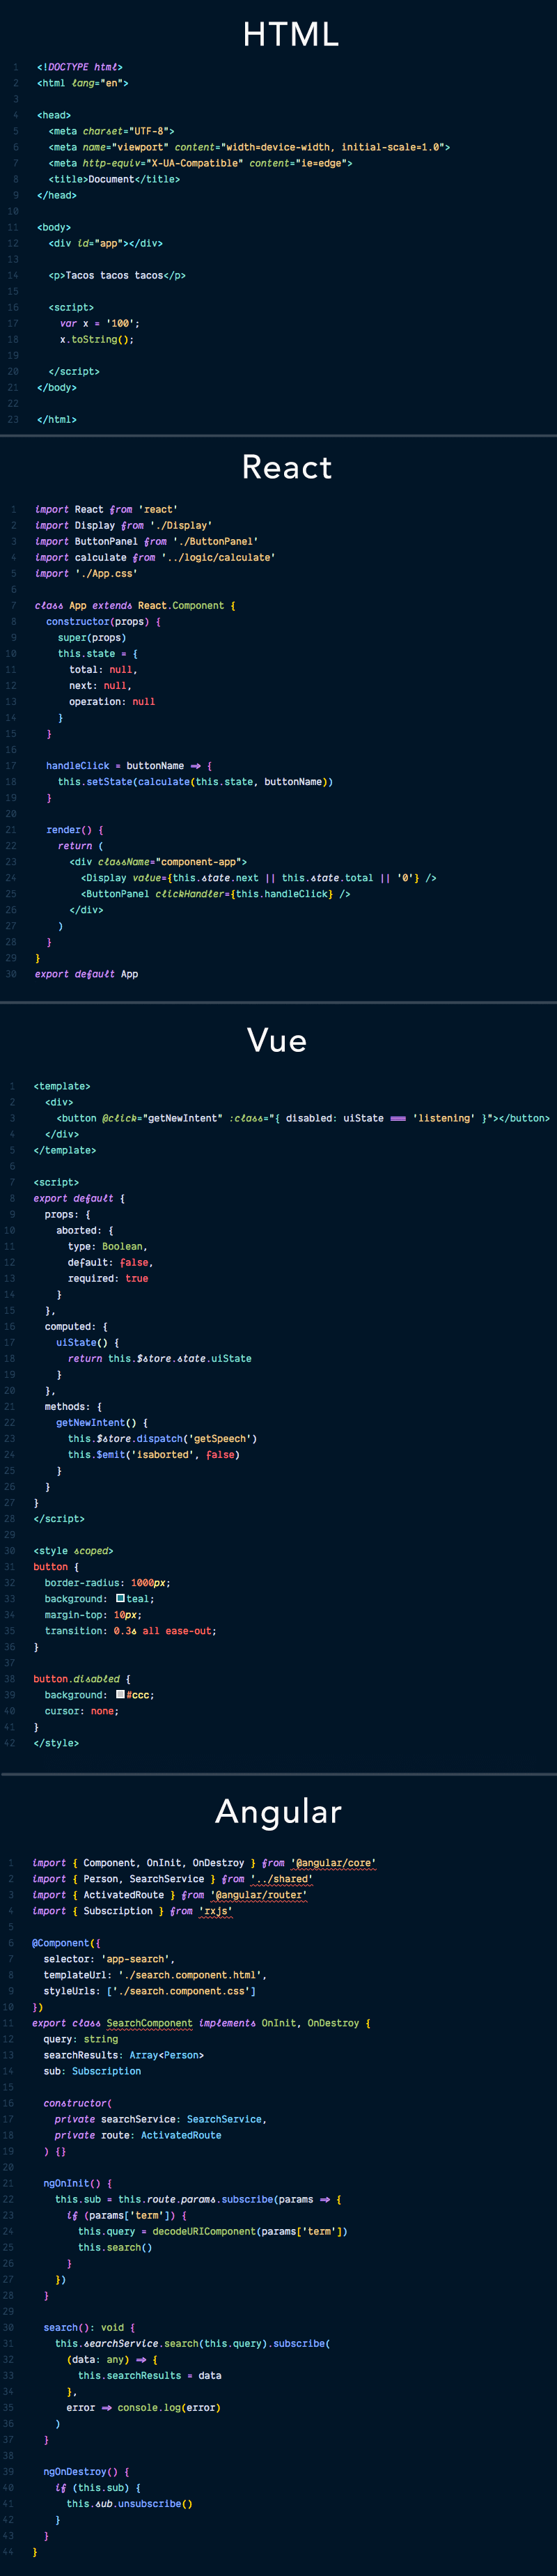 HTML
1 <!DOCTYPE html>
2 <html lang="en">
3
4 <head>
5 <meta charset="UTF-8">
6 <meta name="viewport" content="width=device-width, initial-scale=1.0">
7 <meta http-equiv="X-UA-Compatible" content="ie=edge">
8 <title>Document</title>
9 </head>
10
11 <body>
12 <div id="app"></div>
13
14 <p>Tacos tacos tacos</p>
15
16 <script>
17 var x = '100';
18 x.toString();
19
20 </script>
21 </body>
22
23 </html>
React
1 import React from 'react'
2 import Display from './Display'
3 import ButtonPanel from './ButtonPanel'
4 import calculate from '../logic/calculate'
5 import './App.css'
6
7 class App extends React.Component {
8 constructor(props) {
9 super(props)
10 this.state = {
11 total: null,
12 next: null,
13 operation: null
14 }
15 }
16
17 handleClick = buttonName => {
18 this.setState(calculate(this.state, buttonName))
19 }
20
21 render() {
22 return (
23 <div className="component-app">
24 <Display value={this.state.next || this.state.total || '0'} />
25 <ButtonPanel clickHandler={this.handleClick} />
26 </div>
27 )
28 }
29 }
30 export default App
Vue
1 <template>
2 <div>
3 <button @click="getNewIntent" :class="{ disabled: uiState === 'listening' }"></button>
4 </div>
5 </template>
6
7 <script>
8 export default {
9 props: {
10 aborted: {
11 type: Boolean,
12 default: false,
13 required: true
14 }
15 },
16 computed: {
17 uiState() {
18 return this.$store.state.uiState
19 }
20 },
21 methods: {
22 getNewIntent() {
23 this.$store.dispatch('getSpeech')
24 this.$emit('isaborted', false)
25 }
26 }
27 }
28 </script>
29
30 <style scoped>
31 button {
32 border-radius: 1000px;
33 background: teal;
34 margin-top: 10px;
35 transition: 0.3s all ease-out;
36 }
37
38 button.disabled {
39 background: #ccc;
40 cursor: none;
41 }
42 </style>
Angular
1 import { Component, OnInit, OnDestroy } from '@angular/core'
2 import { Person, SearchService } from '../shared'
3 import { ActivatedRoute } from '@angular/router'
4 import { Subscription } from 'rxjs'
5
6 @Component({
7 selector: 'app-search',
8 templateUrl: './search.component.html',
9 styleUrls: ['./search.component.css']
10 })
11 export class SearchComponent implements OnInit, OnDestroy {
12 query: string
13 searchResults: Array<Person>
14 sub: Subscription
15
16 constructor(
17 private searchService: SearchService,
18 private route: ActivatedRoute
19 ) {}
20
21 ngOnInit() {
22 this.sub = this.route.params.subscribe(params => {
23 if (params['term']) {
24 this.query = decodeURIComponent(params['term'])
25 this.search()
26 }
27 })
28 }
29
30 search(): void {
31 this.searchService.search(this.query).subscribe(
32 (data: any) => {
33 this.searchResults = data
34 },
35 error => console.log(error)
36 )
37 }
38
39 ngOnDestroy() {
40 if (this.sub) {
41 this.sub.unsubscribe()
42 }
43 }
44 }